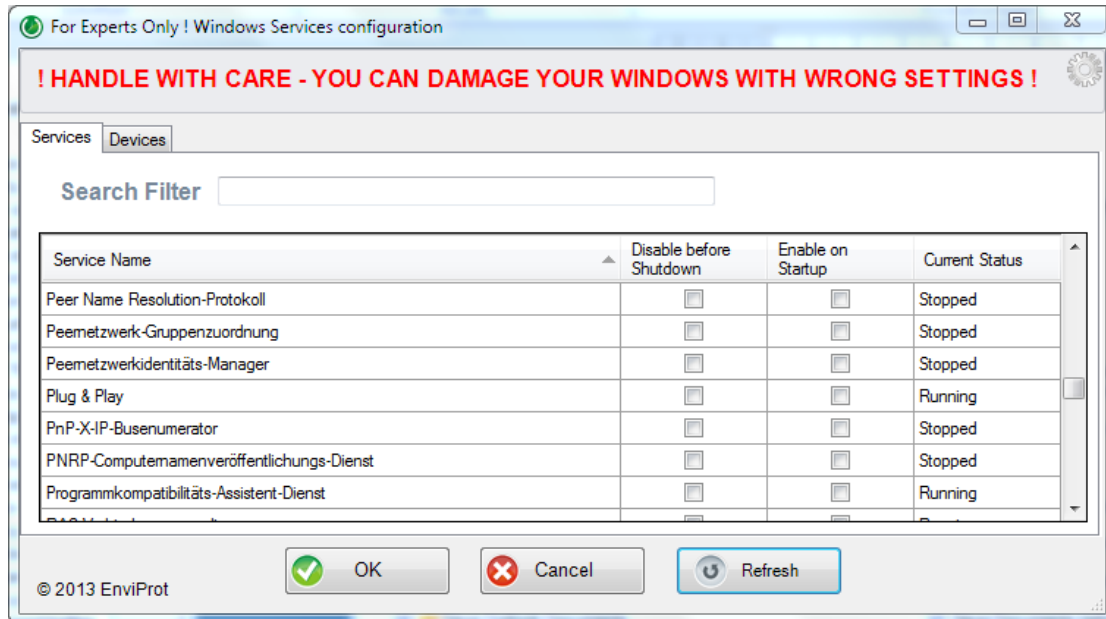 For Experts Only ! Windows Services configuration
! HANDLE WITH CARE - YOU CAN DAMAGE YOUR WINDOWS WITH WRONG SETTINGS !
Services Devices
Search Filter
Service Name Disable before Shutdown Enable on Startup Current Status
Peer Name Resolution-Protokoll Stopped
Peernetzwerk-Gruppenzuordnung Stopped
Peernetzwerkidentitäts-Manager Stopped
Plug & Play Running
PnP-X-IP-Busenumerator Stopped
PNRP-Computernamenveröffentlichungs-Dienst Stopped
Programmkompatibilitäts-Assistent-Dienst Running
OK Cancel Refresh
© 2013 EnviProt